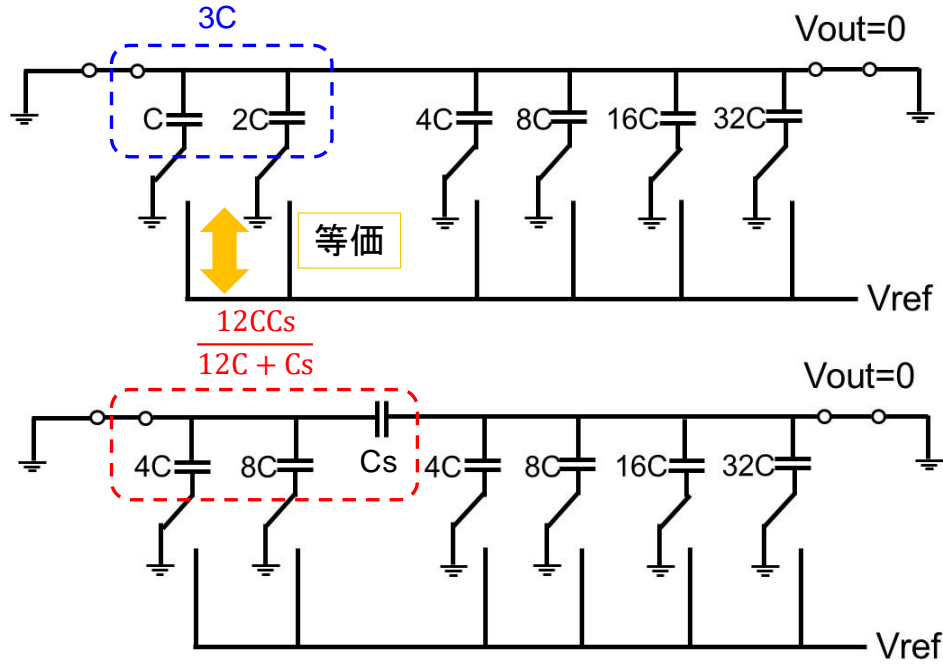 3C
Vout=0
C
2C
4C
8C
16C
32C
等価
Vref
12CCs
12C + Cs
Vout=0
4C
8C
Cs
4C
8C
16C
32C
Vref